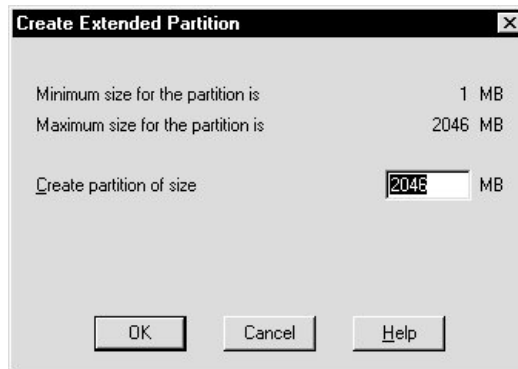 Create Extended Partition
Minimum size for the partition is 1 MB
Maximum size for the partition is 2046 MB
Create partition of size 2046 MB
OK Cancel Help